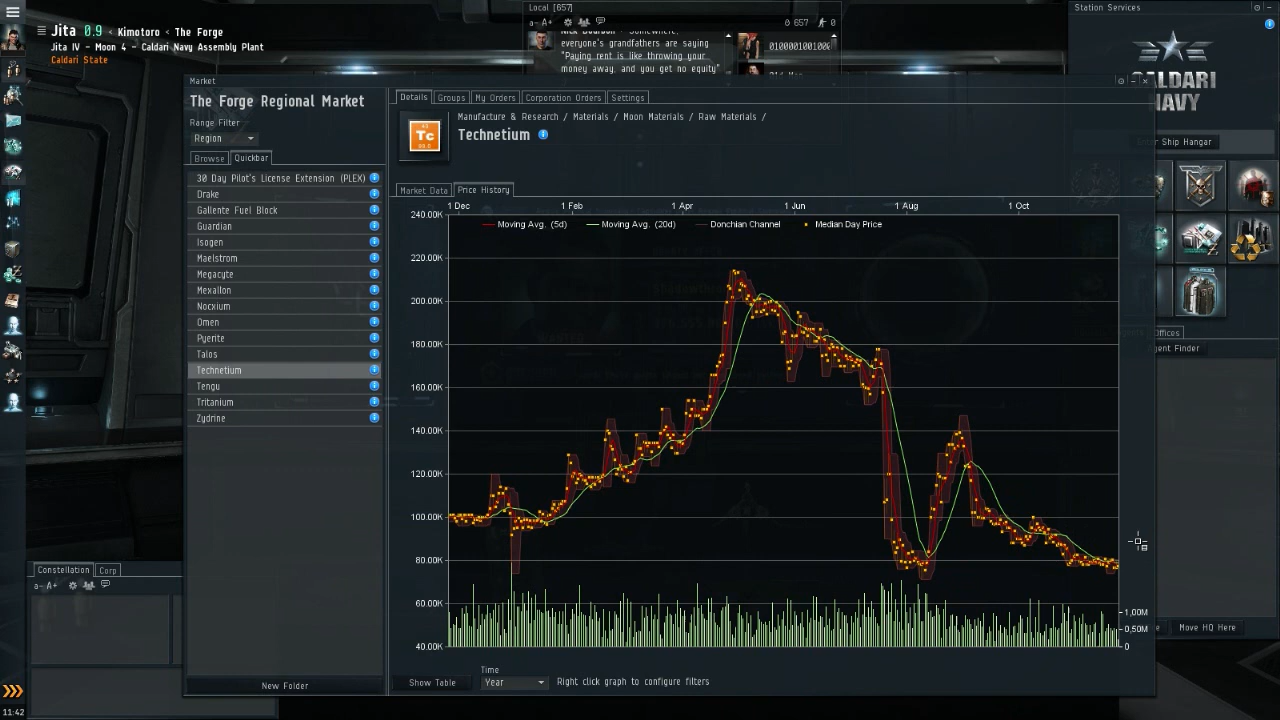 Jita 0.9 < Kimotoro < The Forge
Jita IV - Moon 4 - Caldari Navy Assembly Plant
Caldari State
Local [657]
a- A+
657
0
everyone's grandfathers are saying
"Paying rent is like throwing your
money away, and you get no equity"
Station Services
CALDARI
NAVY
Ship Hangar
Offices
Agent Finder
Move HQ Here
Market
The Forge Regional Market
Range Filter
Region
Browse
Quickbar
30 Day Pilot's License Extension (PLEX)
Drake
Gallente Fuel Block
Guardian
Isogen
Maelstrom
Megacyte
Mexallon
Nocxium
Omen
Pyerite
Talos
Technetium
Tengu
Tritanium
Zydrine
New Folder
Details
Groups
My Orders
Corporation Orders
Settings
Manufacture & Research / Materials / Moon Materials / Raw Materials /
Tc
Technetium
Market Data
Price History
1 Dec
1 Feb
1 Apr
1 Jun
1 Aug
1 Oct
Moving Avg. (5d)
Moving Avg. (20d)
Donchian Channel
Median Day Price
240.00K
220.00K
200.00K
180.00K
160.00K
140.00K
120.00K
100.00K
80.00K
60.00K
40.00K
1,00M
0,50M
0
Show Table
Time
Year
Right click graph to configure filters
Constellation
Corp
a- A+
11:42